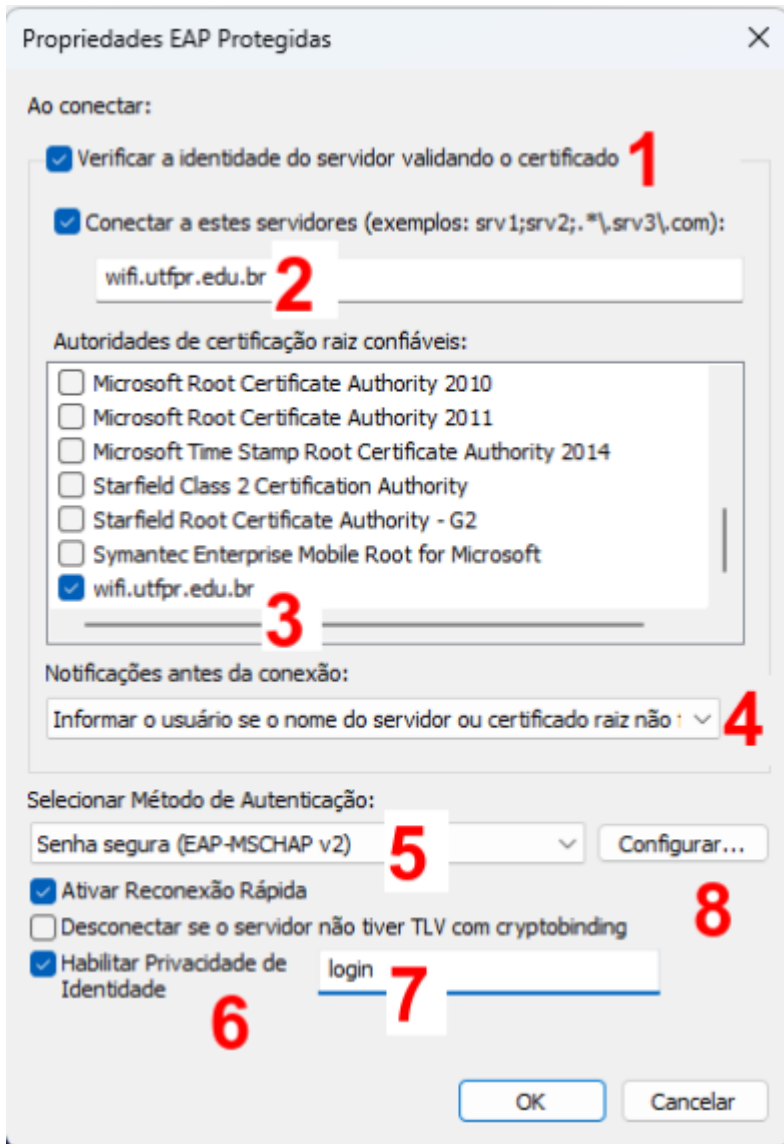 Propriedades EAP Protegidas
Ao conectar:
Verificar a identidade do servidor validando o certificado 1
Conectar a estes servidores (exemplos: srv1;srv2;.*\.srv3\.com):
wifi.utfpr.edu.br 2
Autoridades de certificação raiz confiáveis:
Microsoft Root Certificate Authority 2010
Microsoft Root Certificate Authority 2011
Microsoft Time Stamp Root Certificate Authority 2014
Starfield Class 2 Certification Authority
Starfield Root Certificate Authority - G2
Symantec Enterprise Mobile Root for Microsoft
wifi.utfpr.edu.br
3
Notificações antes da conexão:
Informar o usuário se o nome do servidor ou certificado raiz não 4
Selecionar Método de Autenticação:
Senha segura (EAP-MSCHAP v2) 5 Configurar...
Ativar Reconexão Rápida 8
Desconectar se o servidor não tiver TLV com cryptobinding
Habilitar Privacidade de login 7
Identidade 6
OK Cancelar